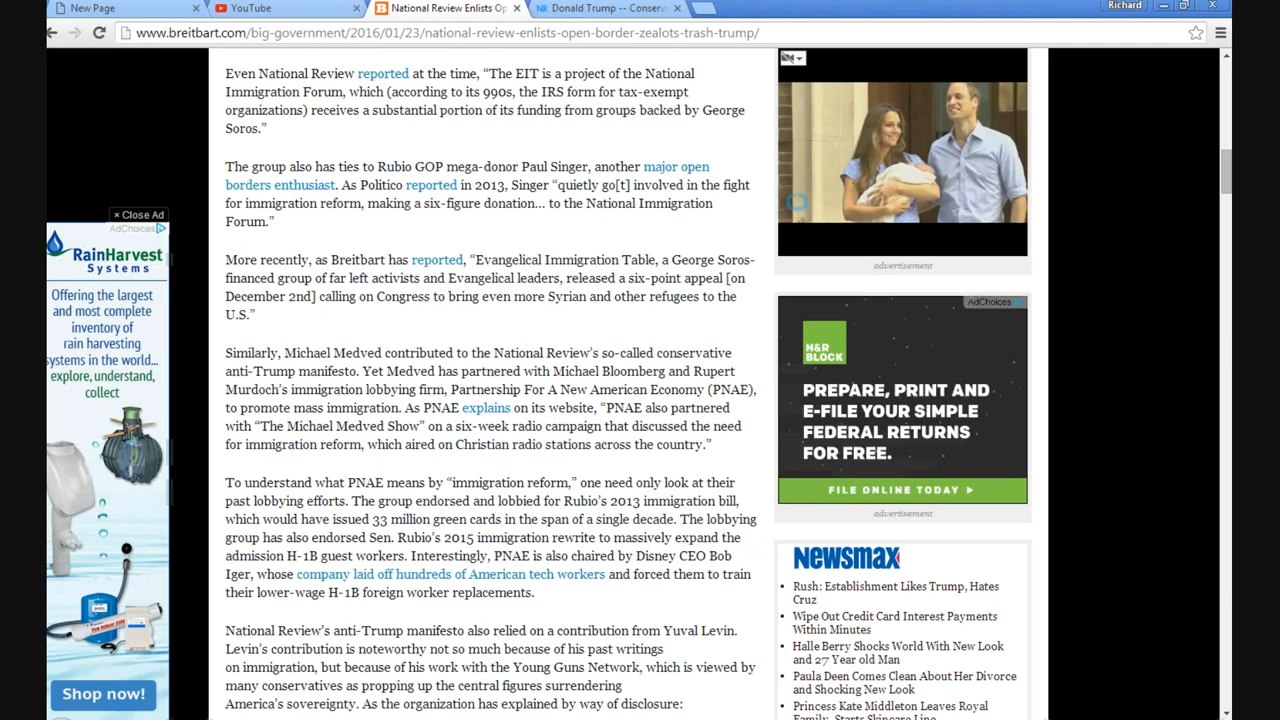 New Page
YouTube
National Review Enlists Op
Donald Trump -- Conserv
Richard
www.breitbart.com/big-government/2016/01/23/national-review-enlists-open-border-zealots-trash-trump/
Even National Review reported at the time, “The EIT is a project of the National
Immigration Forum, which (according to its 990s, the IRS form for tax-exempt
organizations) receives a substantial portion of its funding from groups backed by George
Soros.”
The group also has ties to Rubio GOP mega-donor Paul Singer, another major open
borders enthusiast. As Politico reported in 2013, Singer “quietly go[t] involved in the fight
for immigration reform, making a six-figure donation… to the National Immigration
Forum.”
More recently, as Breitbart has reported, “Evangelical Immigration Table, a George Soros-
financed group of far left activists and Evangelical leaders, released a six-point appeal [on
December 2nd] calling on Congress to bring even more Syrian and other refugees to the
U.S.”
Similarly, Michael Medved contributed to the National Review’s so-called conservative
anti-Trump manifesto. Yet Medved has partnered with Michael Bloomberg and Rupert
Murdoch’s immigration lobbying firm, Partnership For A New American Economy (PNAE),
to promote mass immigration. As PNAE explains on its website, “PNAE also partnered
with “The Michael Medved Show” on a six-week radio campaign that discussed the need
for immigration reform, which aired on Christian radio stations across the country.”
To understand what PNAE means by “immigration reform,” one need only look at their
past lobbying efforts. The group endorsed and lobbied for Rubio’s 2013 immigration bill,
which would have issued 33 million green cards in the span of a single decade. The lobbying
group has also endorsed Sen. Rubio’s 2015 immigration rewrite to massively expand the
admission H-1B guest workers. Interestingly, PNAE is also chaired by Disney CEO Bob
Iger, whose company laid off hundreds of American tech workers and forced them to train
their lower-wage H-1B foreign worker replacements.
National Review’s anti-Trump manifesto also relied on a contribution from Yuval Levin.
Levin’s contribution is noteworthy not so much because of his past writings
on immigration, but because of his work with the Young Guns Network, which is viewed by
many conservatives as propping up the central figures surrendering
America’s sovereignty. As the organization has explained by way of disclosure:
× Close Ad
AdChoices
RainHarvest
Systems
Offering the largest
and most complete
inventory of
rain harvesting
systems in the world...
explore, understand,
collect
Shop now!
advertisement
AdChoices
H&R
BLOCK
PREPARE, PRINT AND
E-FILE YOUR SIMPLE
FEDERAL RETURNS
FOR FREE.
FILE ONLINE TODAY
advertisement
Newsmax
Rush: Establishment Likes Trump, Hates
Cruz
Wipe Out Credit Card Interest Payments
Within Minutes
Halle Berry Shocks World With New Look
and 27 Year old Man
Paula Deen Comes Clean About Her Divorce
and Shocking New Look
Princess Kate Middleton Leaves Royal
Family, Starts Skincare Line